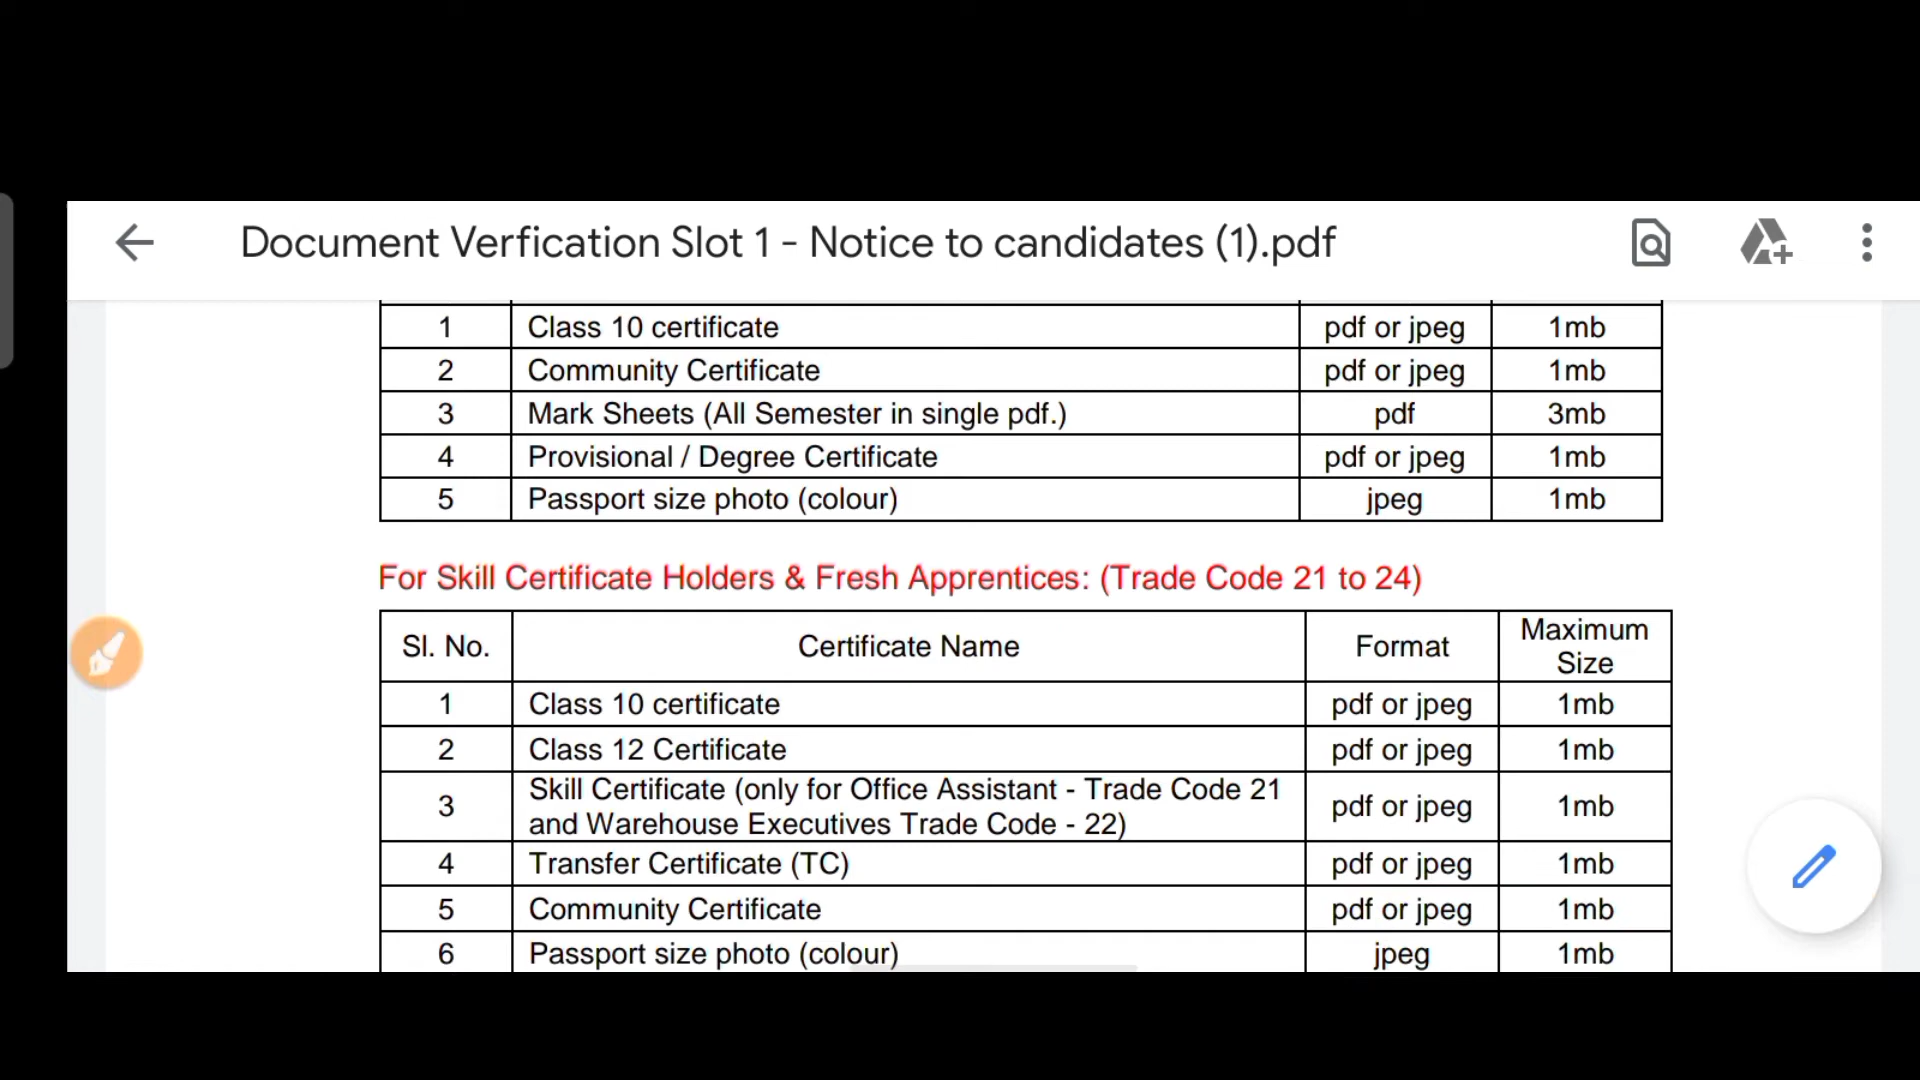 Document Verfication Slot 1 - Notice to candidates (1).pdf
1 Class 10 certificate pdf or jpeg 1mb
2 Community Certificate pdf or jpeg 1mb
3 Mark Sheets (All Semester in single pdf.) pdf 3mb
4 Provisional / Degree Certificate pdf or jpeg 1mb
5 Passport size photo (colour) jpeg 1mb
For Skill Certificate Holders & Fresh Apprentices: (Trade Code 21 to 24)
Sl. No. Certificate Name Format Maximum
Size
1 Class 10 certificate pdf or jpeg 1mb
2 Class 12 Certificate pdf or jpeg 1mb
3 Skill Certificate (only for Office Assistant - Trade Code 21
and Warehouse Executives Trade Code - 22) pdf or jpeg 1mb
4 Transfer Certificate (TC) pdf or jpeg 1mb
5 Community Certificate pdf or jpeg 1mb
6 Passport size photo (colour) jpeg 1mb